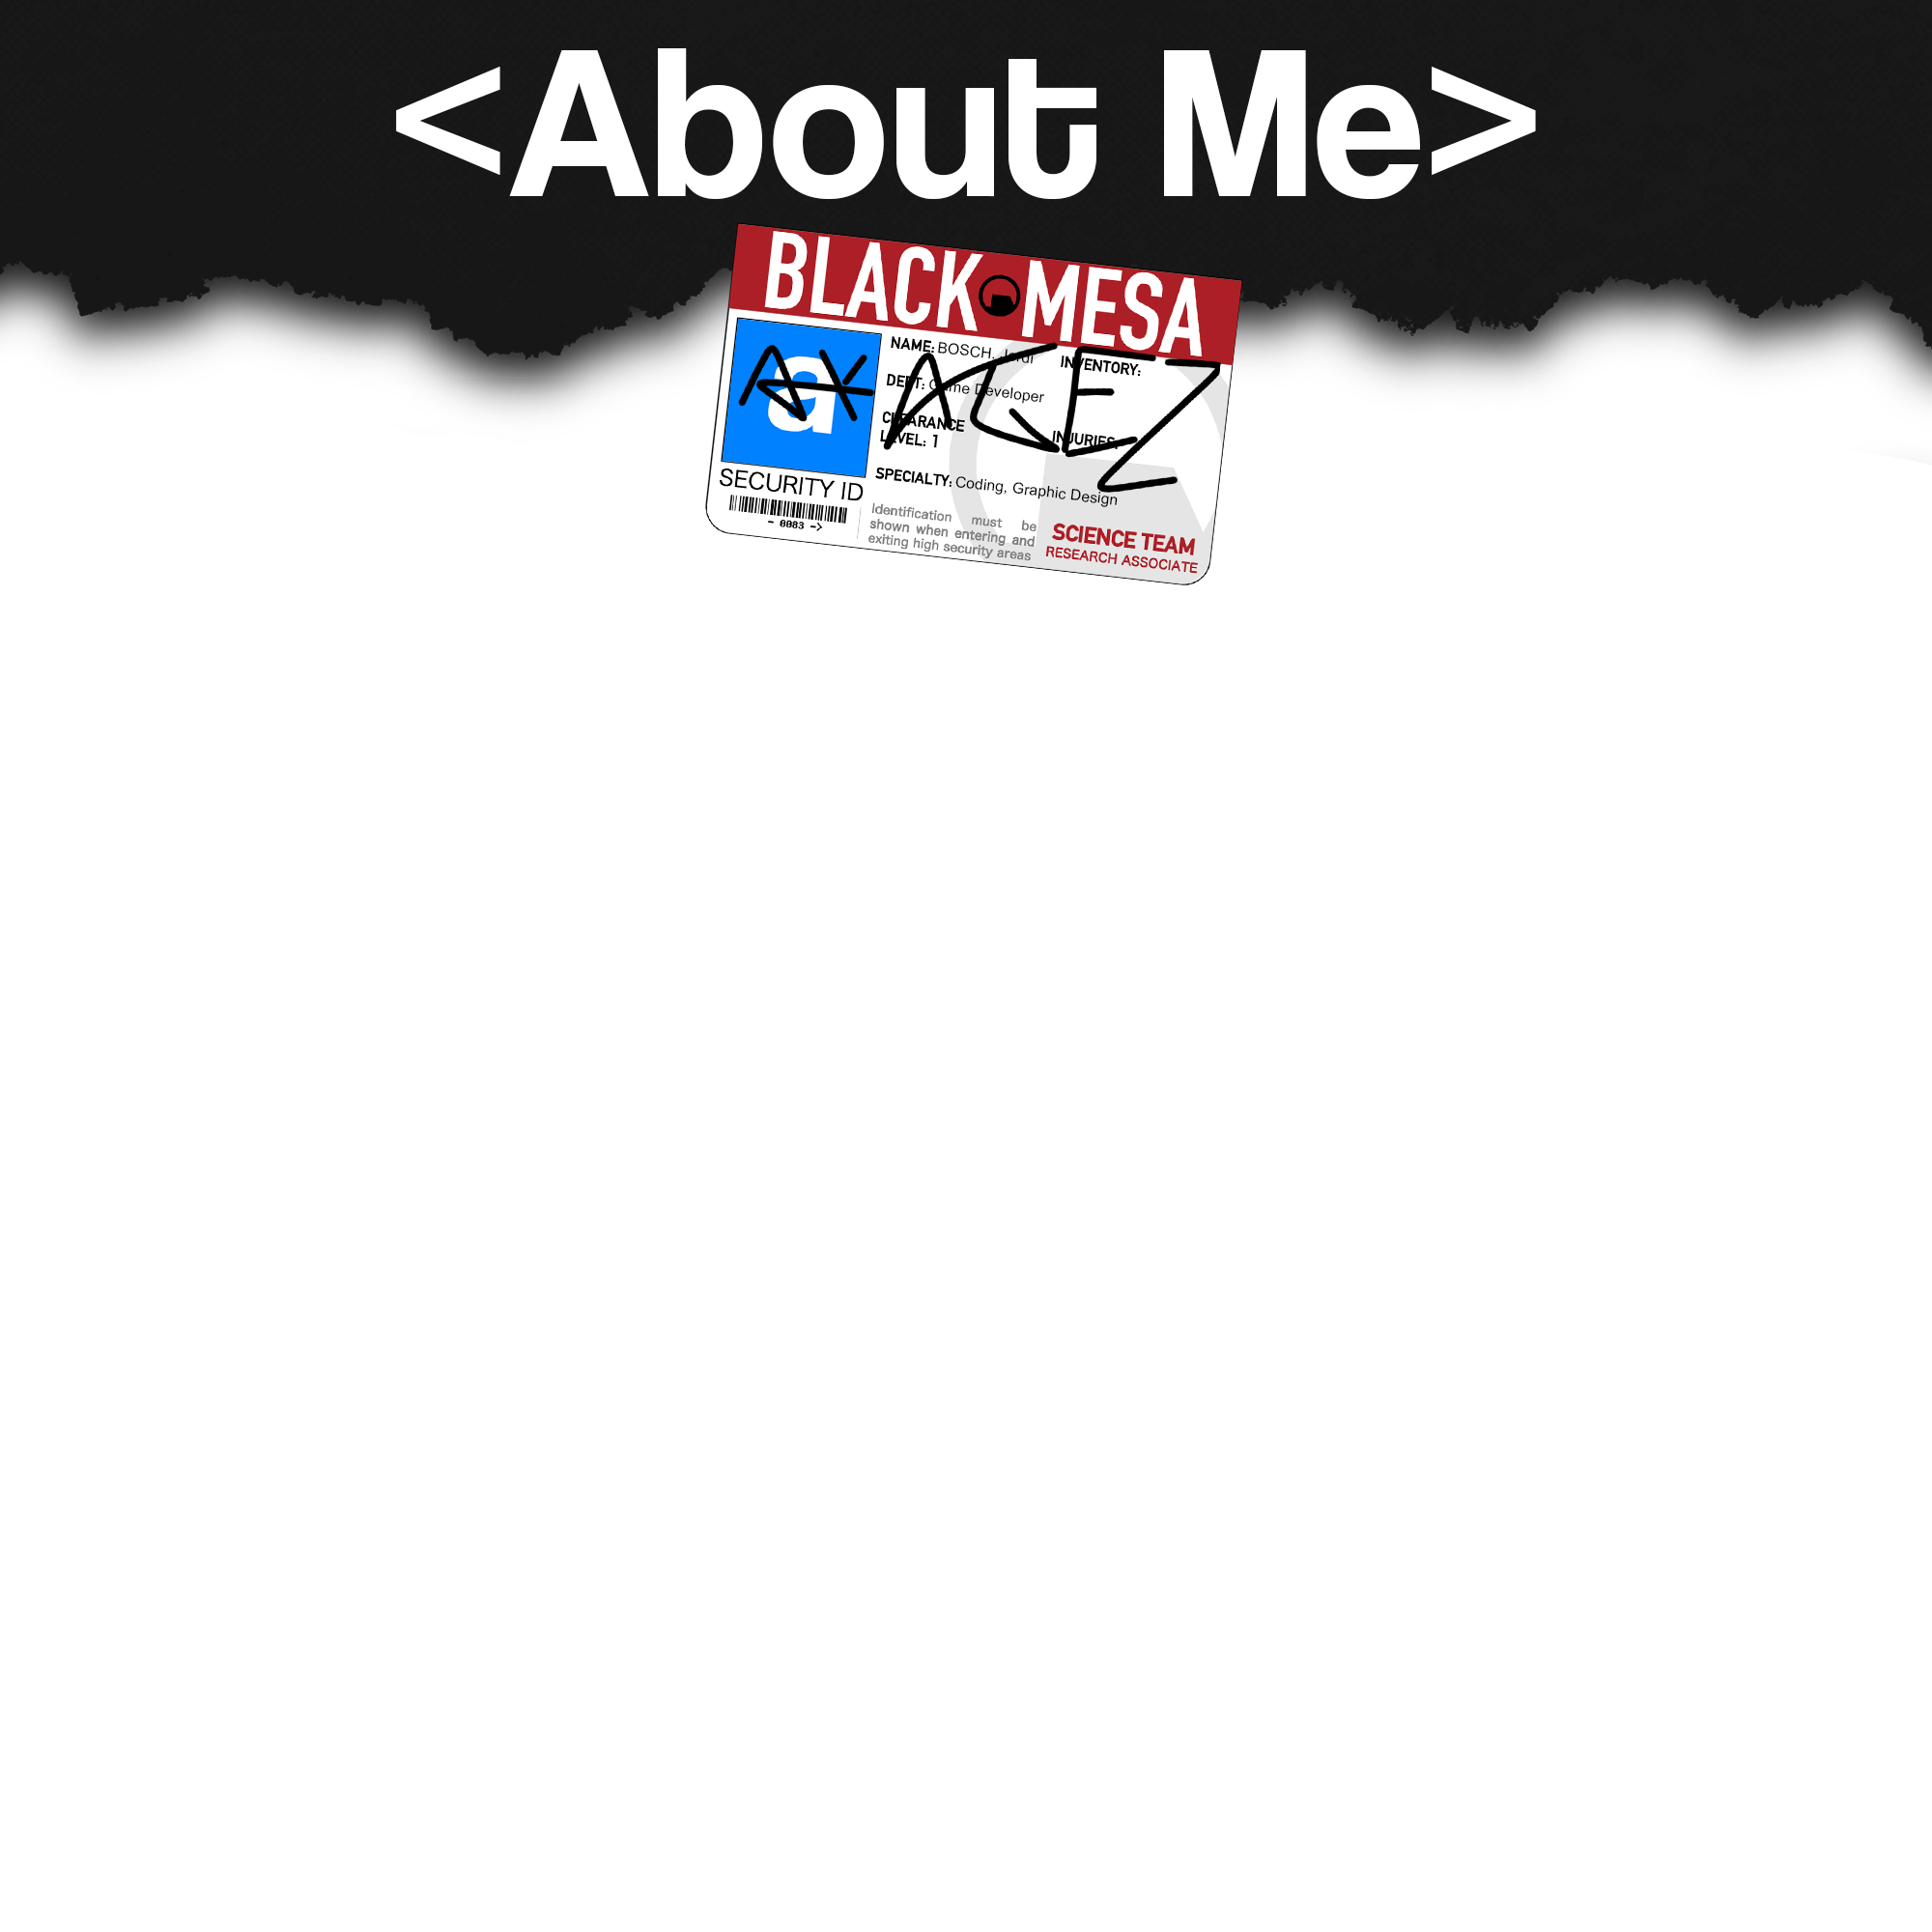 <About Me>
BLACK MESA
a
NAME: BOSCH, Jordi
INVENTORY:
DEPT: Game Developer
CLEARANCE
LEVEL: 1
INJURIES:
SPECIALTY: Coding, Graphic Design
SECURITY ID
- 0083 ->
Identification must be
shown when entering and
exiting high security areas
SCIENCE TEAM
RESEARCH ASSOCIATE